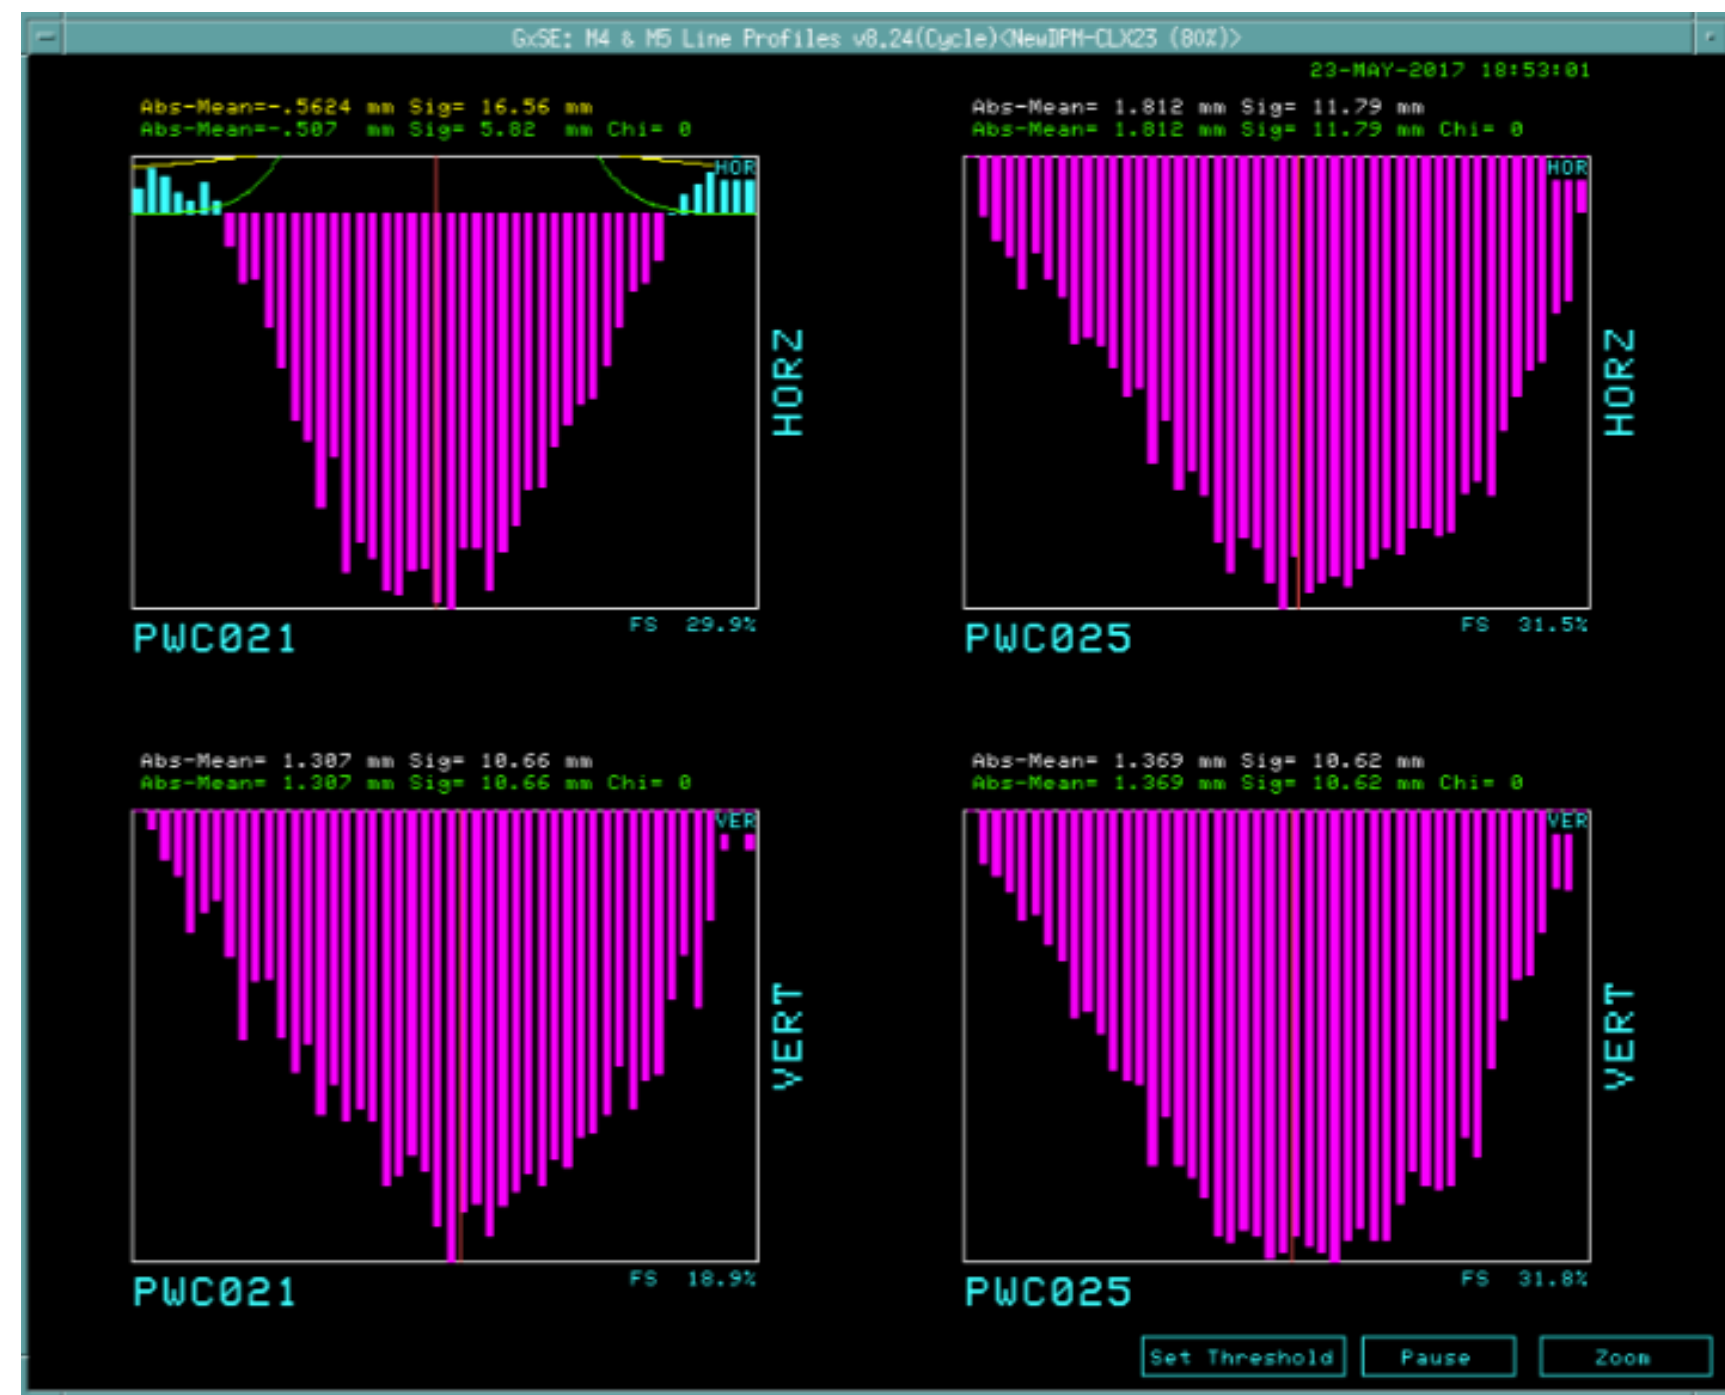 GxSE: M4 & M5 Line Profiles v8.24(Cycle)<NewDPM-CLX23 (80%)>
23-MAY-2017 18:53:01
Abs-Mean=-.5624 mm Sig= 16.56 mm
Abs-Mean=-.507 mm Sig= 5.82 mm Chi= 0
HOR
HORZ
PWC021
FS 29.9%
Abs-Mean= 1.812 mm Sig= 11.79 mm
Abs-Mean= 1.812 mm Sig= 11.79 mm Chi= 0
HOR
HORZ
PWC025
FS 31.5%
Abs-Mean= 1.307 mm Sig= 10.66 mm
Abs-Mean= 1.307 mm Sig= 10.66 mm Chi= 0
VER
VERT
PWC021
FS 18.9%
Abs-Mean= 1.369 mm Sig= 10.62 mm
Abs-Mean= 1.369 mm Sig= 10.62 mm Chi= 0
VER
VERT
PWC025
FS 31.8%
Set Threshold
Pause
Zoom